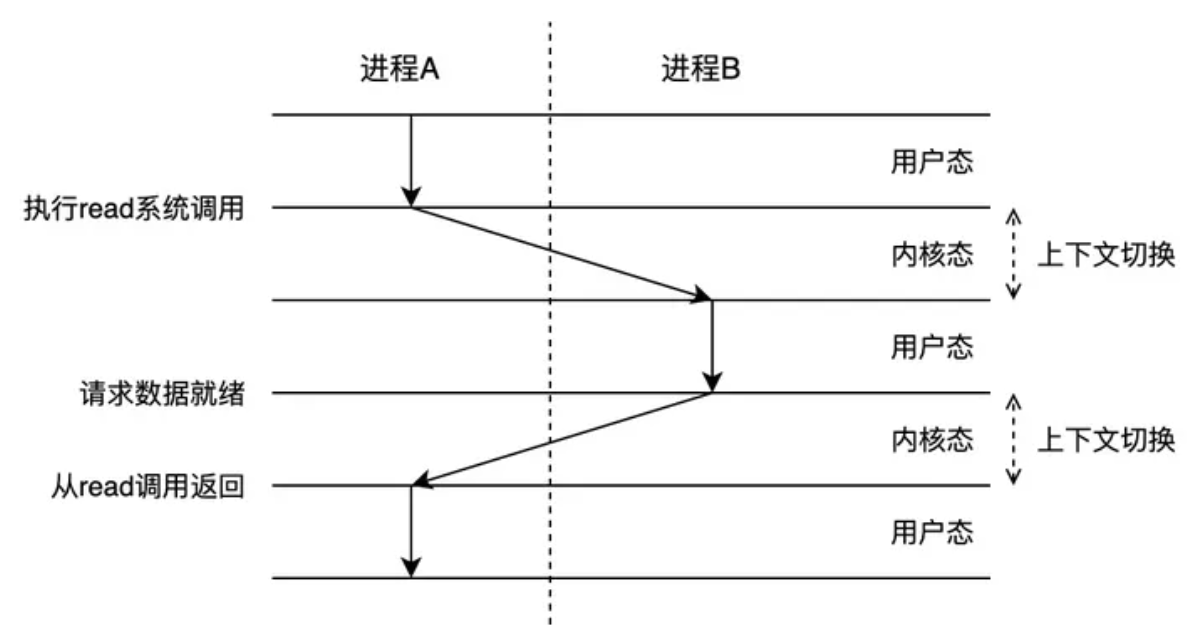 进程A
进程B
用户态
执行read系统调用
内核态
上下文切换
用户态
请求数据就绪
内核态
上下文切换
从read调用返回
用户态